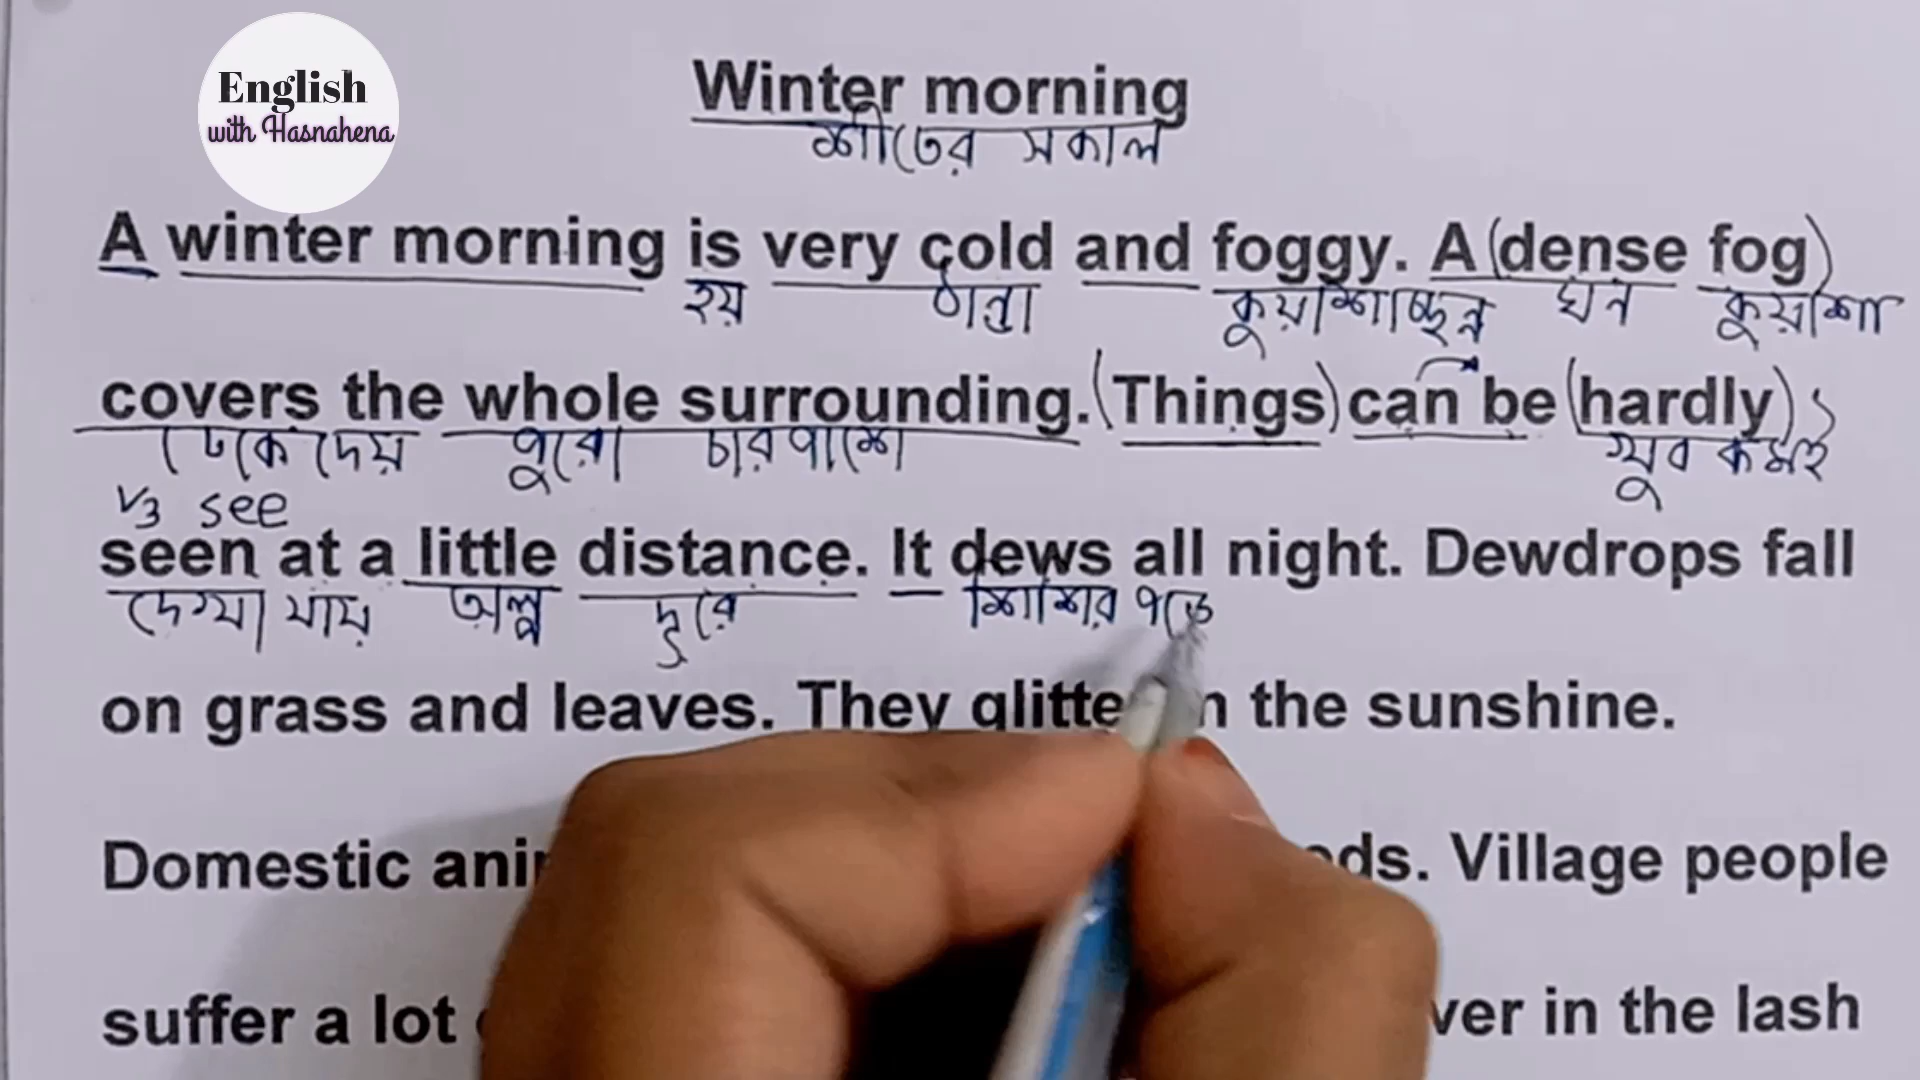 English
with Hasnahena
Winter morning
শীতের সকাল
A winter morning is very cold and foggy. A (dense fog)
হয় ঠান্ডা কুয়াশাচ্ছন্ন ঘন কুয়াশা
covers the whole surrounding. (Things) can be (hardly)
ঢেকে দেয় পুরো চারপাশে খুব কমই
V3 see
seen at a little distance. It dews all night. Dewdrops fall
দেখা যায় অল্প দূরে শিশির পড়ে
on grass and leaves. They glitte the sunshine.
Domestic Village people
suffer a lot in the lash